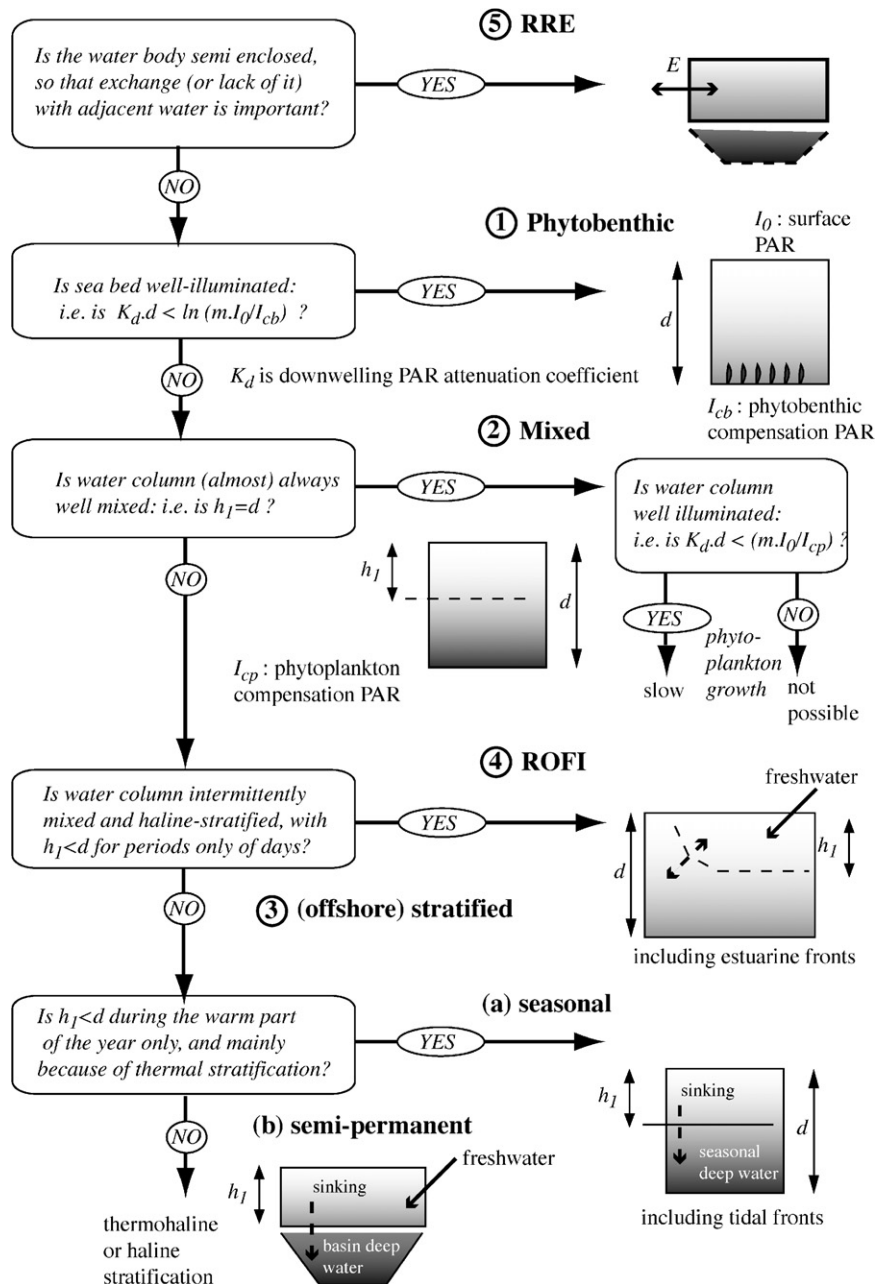 ⑤ RRE
Is the water body semi enclosed,
so that exchange (or lack of it)
with adjacent water is important?
YES
E
NO
① Phytobenthic
I0 : surface
PAR
Is sea bed well-illuminated:
i.e. is Kd.d < ln (m.I0/Icb) ?
YES
d
NO
Kd is downwelling PAR attenuation coefficient
Icb : phytobenthic
compensation PAR
② Mixed
Is water column (almost) always
well mixed: i.e. is h1=d ?
YES
Is water column
well illuminated:
i.e. is Kd.d < (m.I0/Icp) ?
h1
d
NO
YES
NO
phyto-
plankton
growth
slow
not
possible
Icp : phytoplankton
compensation PAR
④ ROFI
freshwater
Is water column intermittently
mixed and haline-stratified, with
h1<d for periods only of days?
YES
d
h1
including estuarine fronts
NO
③ (offshore) stratified
(a) seasonal
Is h1<d during the warm part
of the year only, and mainly
because of thermal stratification?
YES
h1
sinking
d
seasonal
deep water
including tidal fronts
NO
(b) semi-permanent
freshwater
h1
sinking
basin deep
water
thermohaline
or haline
stratification